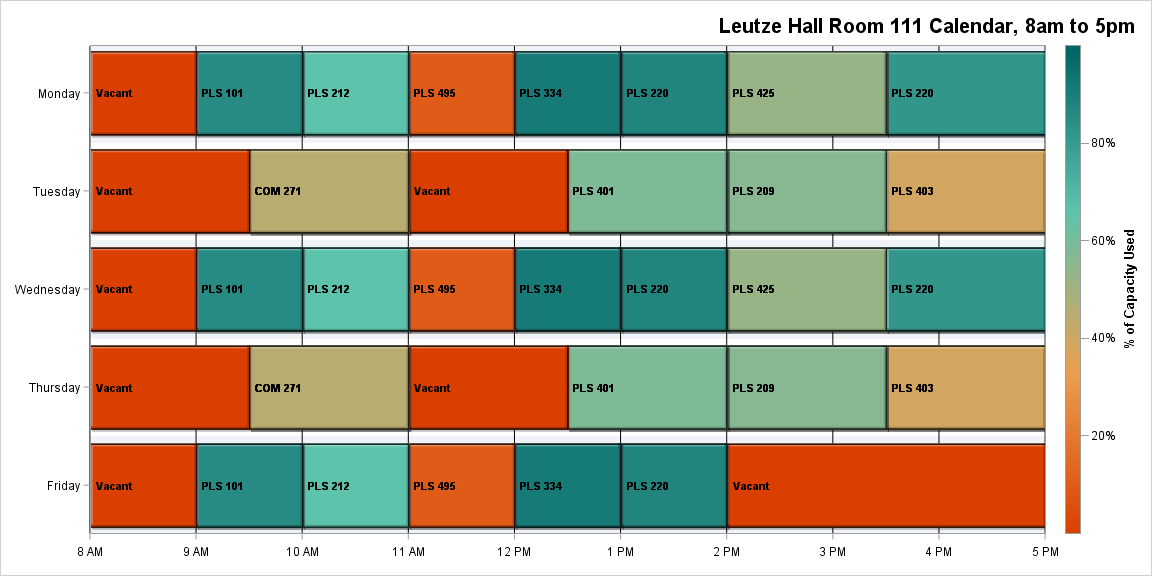 Leutze Hall Room 111 Calendar, 8am to 5pm
Monday
Vacant
PLS 101
PLS 212
PLS 495
PLS 334
PLS 220
PLS 425
PLS 220
Tuesday
Vacant
COM 271
Vacant
PLS 401
PLS 209
PLS 403
Wednesday
Vacant
PLS 101
PLS 212
PLS 495
PLS 334
PLS 220
PLS 425
PLS 220
Thursday
Vacant
COM 271
Vacant
PLS 401
PLS 209
PLS 403
Friday
Vacant
PLS 101
PLS 212
PLS 495
PLS 334
PLS 220
Vacant
8 AM
9 AM
10 AM
11 AM
12 PM
1 PM
2 PM
3 PM
4 PM
5 PM
80%
60%
40%
20%
% of Capacity Used